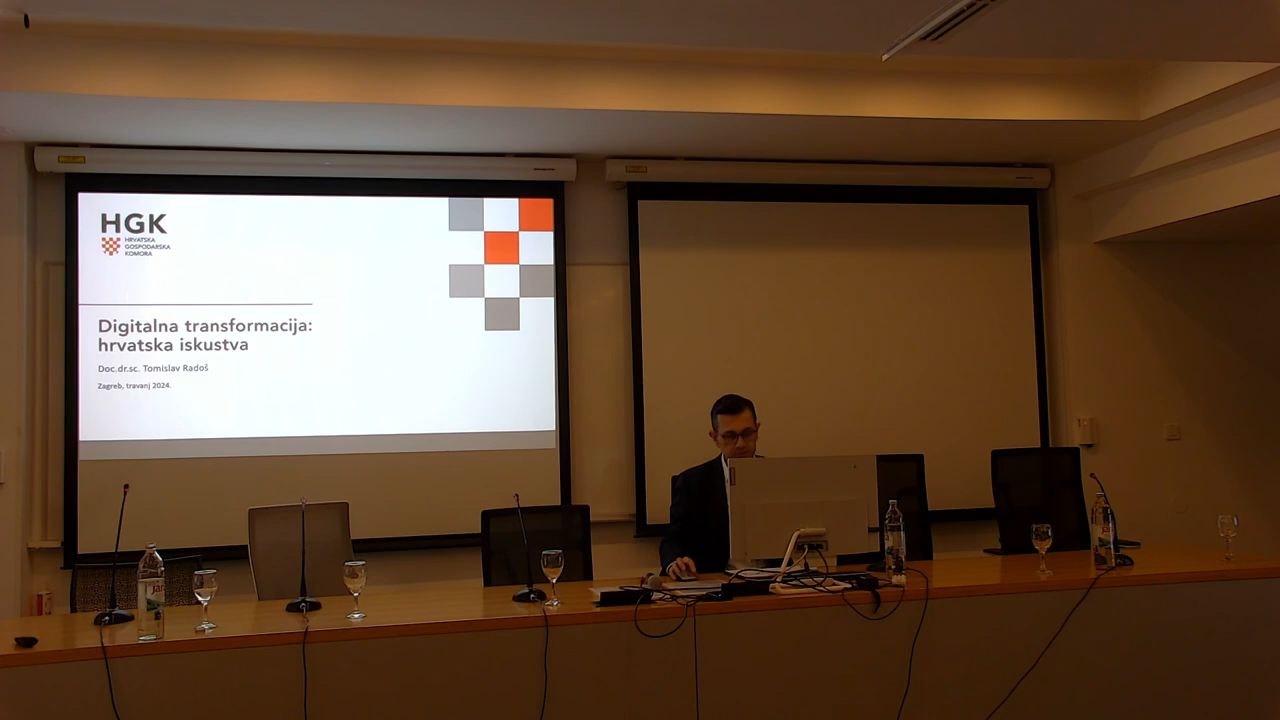 HGK
HRVATSKA
GOSPODARSKA
KOMORA
Digitalna transformacija:
hrvatska iskustva
Doc.dr.sc. Tomislav Radoš
Zagreb, travanj 2024.